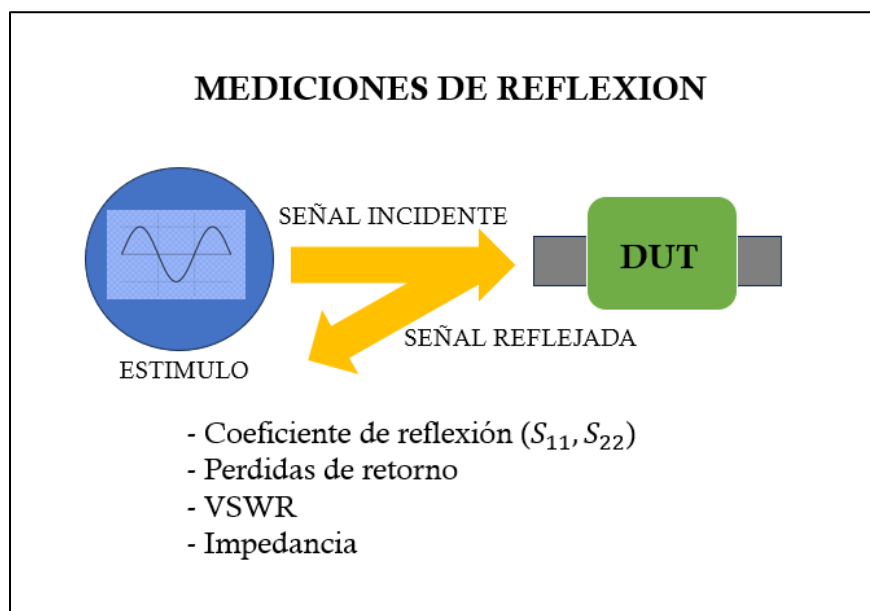 MEDICIONES DE REFLEXION
SEÑAL INCIDENTE
DUT
SEÑAL REFLEJADA
ESTIMULO
- Coeficiente de reflexión (S₁₁, S₂₂)
- Perdidas de retorno
- VSWR
- Impedancia